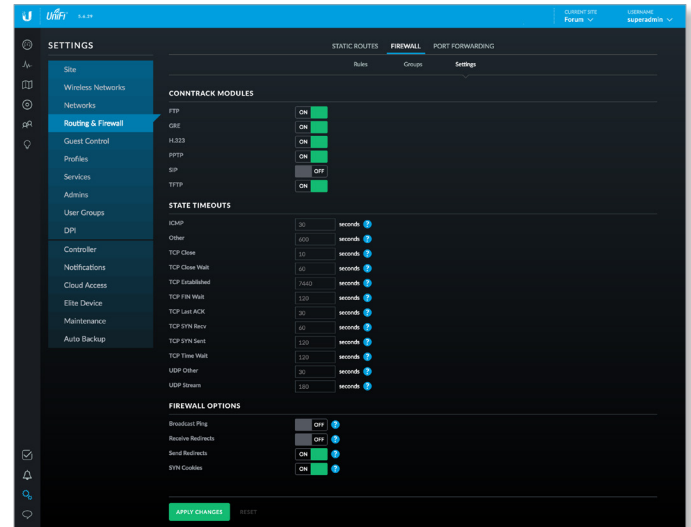 UniFi 5.6.29
CURRENT SITE
Forum
USERNAME
superadmin
SETTINGS
Site
Wireless Networks
Networks
Routing & Firewall
Guest Control
Profiles
Services
Admins
User Groups
DPI
Controller
Notifications
Cloud Access
Elite Device
Maintenance
Auto Backup
STATIC ROUTES FIREWALL PORT FORWARDING
Rules Groups Settings
CONNTRACK MODULES
FTP ON
GRE ON
H.323 ON
PPTP ON
SIP OFF
TFTP ON
STATE TIMEOUTS
ICMP 30 seconds ?
Other 600 seconds ?
TCP Close 10 seconds ?
TCP Close Wait 60 seconds ?
TCP Established 7440 seconds ?
TCP FIN Wait 120 seconds ?
TCP Last ACK 30 seconds ?
TCP SYN Recv 60 seconds ?
TCP SYN Sent 120 seconds ?
TCP Time Wait 120 seconds ?
UDP Other 30 seconds ?
UDP Stream 180 seconds ?
FIREWALL OPTIONS
Broadcast Ping OFF ?
Receive Redirects OFF ?
Send Redirects ON ?
SYN Cookies ON ?
APPLY CHANGES RESET